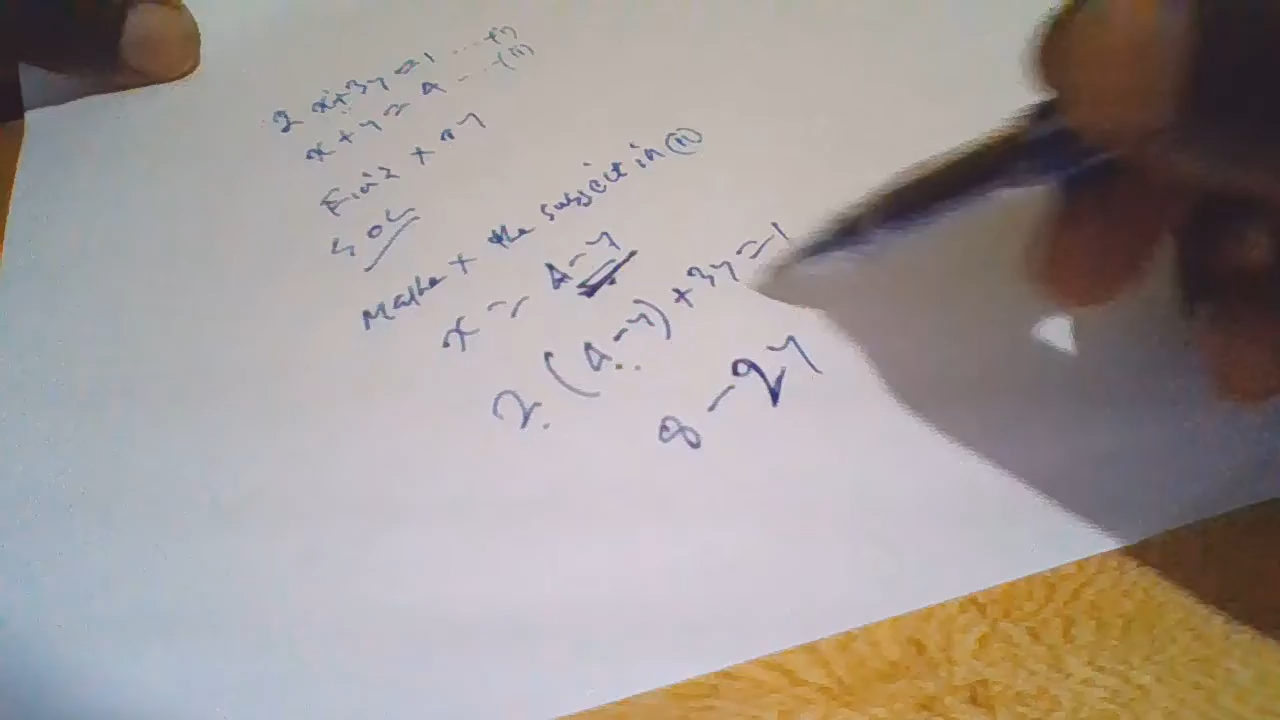 2x+3y=1 ...(i)
x+y=4 ...(ii)
Find x + y
SOL
Make x the subject in (ii)
x = 4-y
2(4-y)+3y=1
8-2y